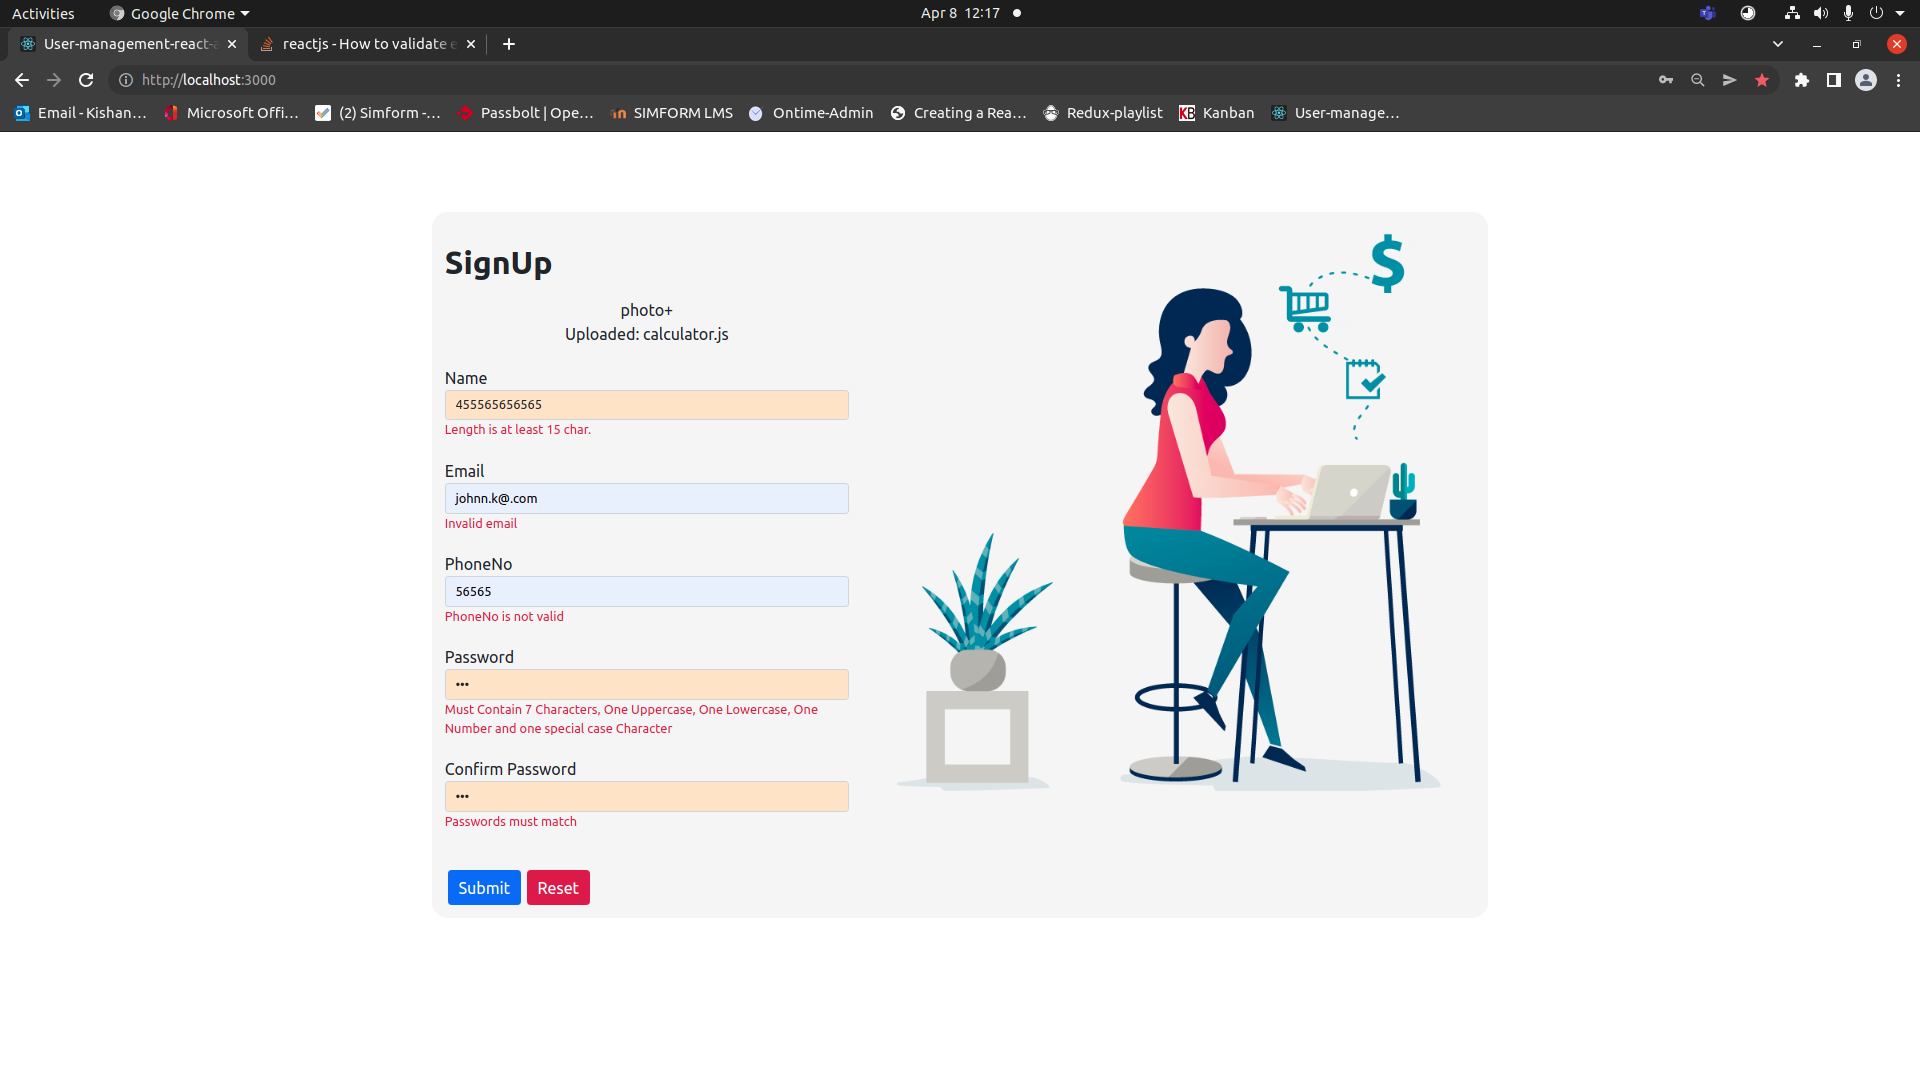 Activities
Google Chrome
Apr 8 12:17
User-management-react-a
reactjs - How to validate e
http://localhost:3000
Email - Kishan...
Microsoft Offi...
(2) Simform -...
Passbolt | Ope...
SIMFORM LMS
Ontime-Admin
Creating a Rea...
Redux-playlist
KB Kanban
User-manage...
SignUp
photo+
Uploaded: calculator.js
Name
455565656565
Length is at least 15 char.
Email
johnn.k@.com
Invalid email
PhoneNo
56565
PhoneNo is not valid
Password
•••
Must Contain 7 Characters, One Uppercase, One Lowercase, One
Number and one special case Character
Confirm Password
•••
Passwords must match
Submit
Reset
$